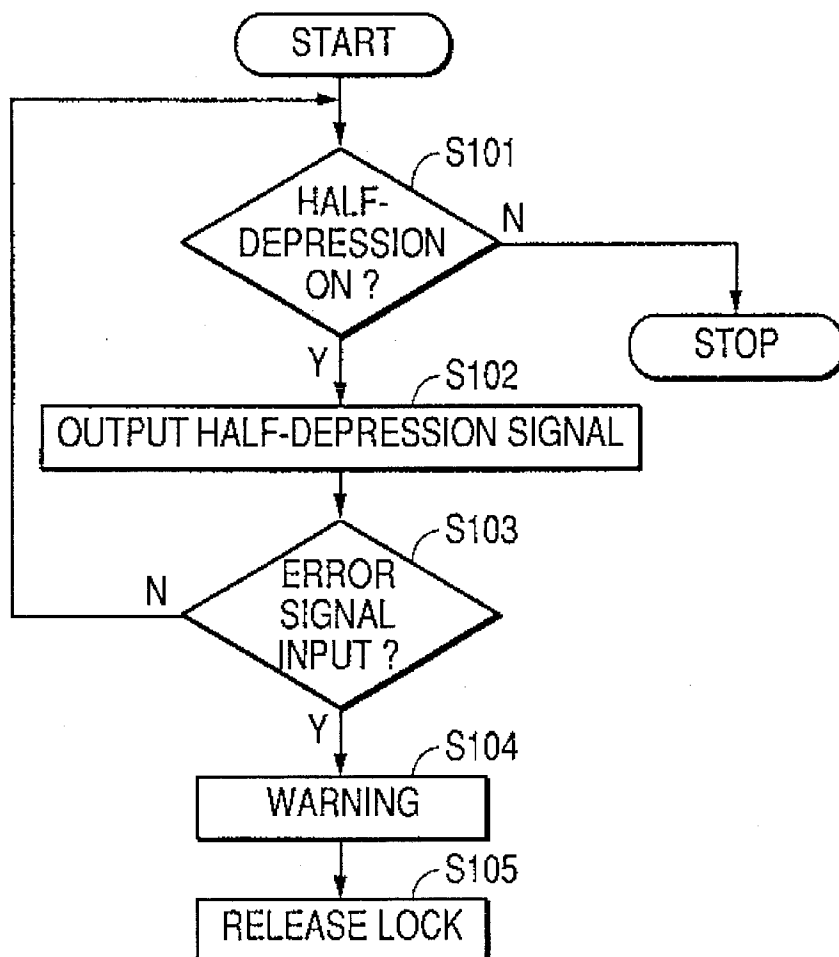 START
S101
HALF-
DEPRESSION
ON ?
N
STOP
Y
S102
OUTPUT HALF-DEPRESSION SIGNAL
S103
N
ERROR
SIGNAL
INPUT ?
Y
S104
WARNING
S105
RELEASE LOCK